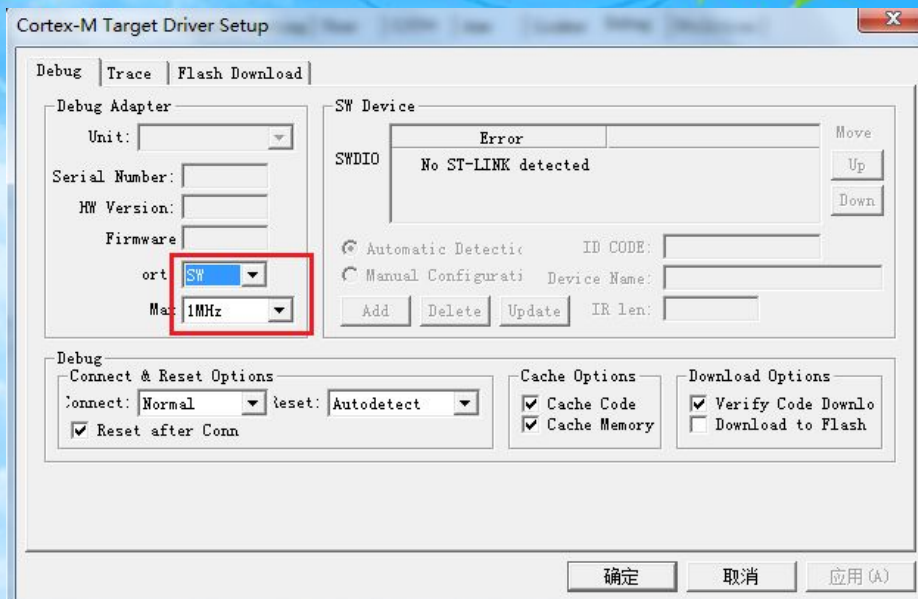 Cortex-M Target Driver Setup
Debug Trace Flash Download
Debug Adapter
Unit:
Serial Number:
HW Version:
Firmware
ort SW
Max 1MHz
SW Device
Error
SWDIO No ST-LINK detected
Move
Up
Down
Automatic Detectic ID CODE:
Manual Configurati Device Name:
Add Delete Update IR len:
Debug
Connect & Reset Options
Connect: Normal Reset: Autodetect
Reset after Conn
Cache Options
Cache Code
Cache Memory
Download Options
Verify Code Downlo
Download to Flash
确定 取消 应用(A)